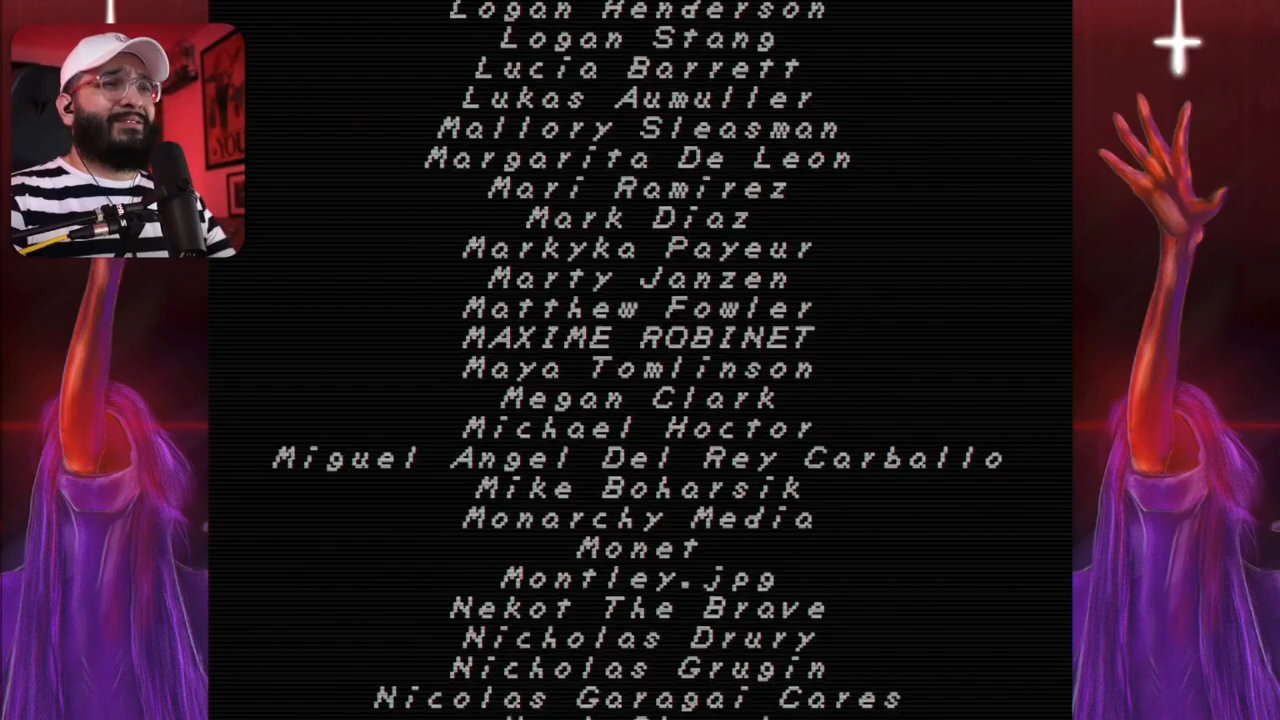 Logan Henderson
Logan Stang
Lucia Barrett
Lukas Aumuller
Mallory Sleasman
Margarita De Leon
Mari Ramirez
Mark Diaz
Markyka Payeur
Marty Janzen
Matthew Fowler
MAXIME ROBINET
Maya Tomlinson
Megan Clark
Michael Hoctor
Miguel Angel Del Rey Carballo
Mike Boharsik
Monarchy Media
Monet
Montley.jpg
Nekot The Brave
Nicholas Drury
Nicholas Grugin
Nicolas Garagai Cares